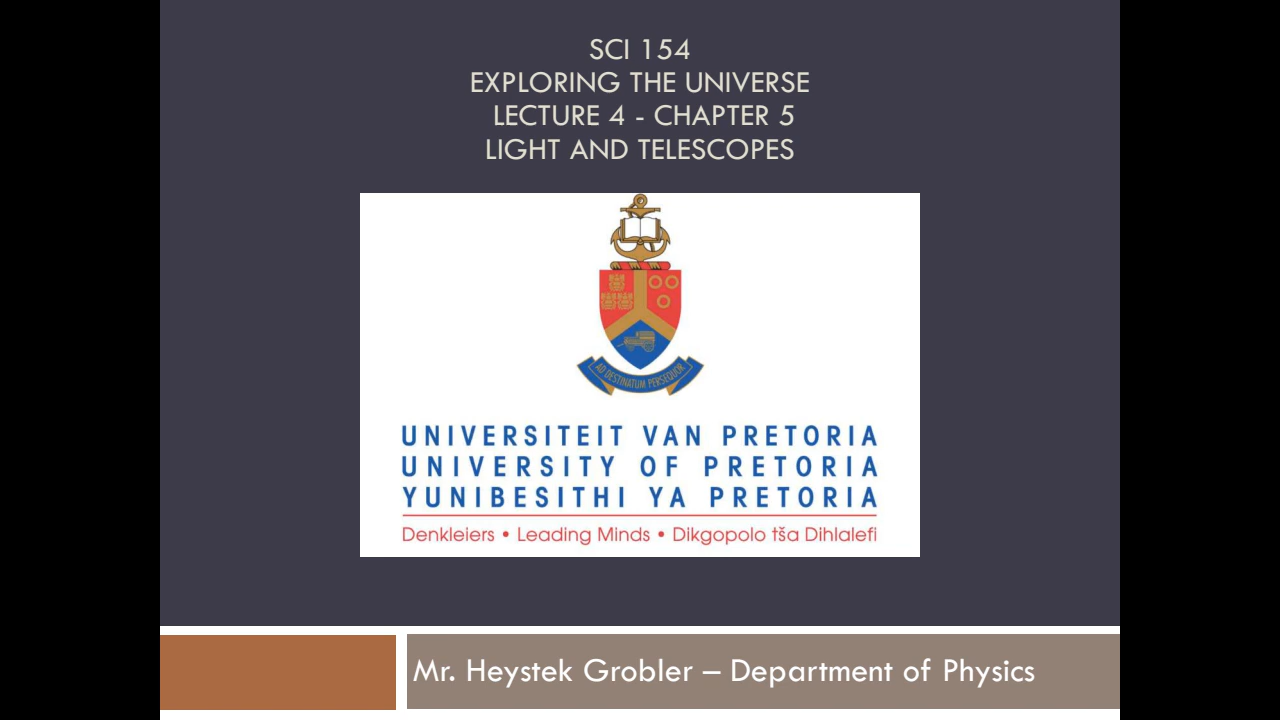 SCI 154
EXPLORING THE UNIVERSE
LECTURE 4 - CHAPTER 5
LIGHT AND TELESCOPES
AD DESTINATUM PERSEQUOR
UNIVERSITEIT VAN PRETORIA
UNIVERSITY OF PRETORIA
YUNIBESITHI YA PRETORIA
Denkleiers • Leading Minds • Dikgopolo tša Dihlalefi
Mr. Heystek Grobler – Department of Physics